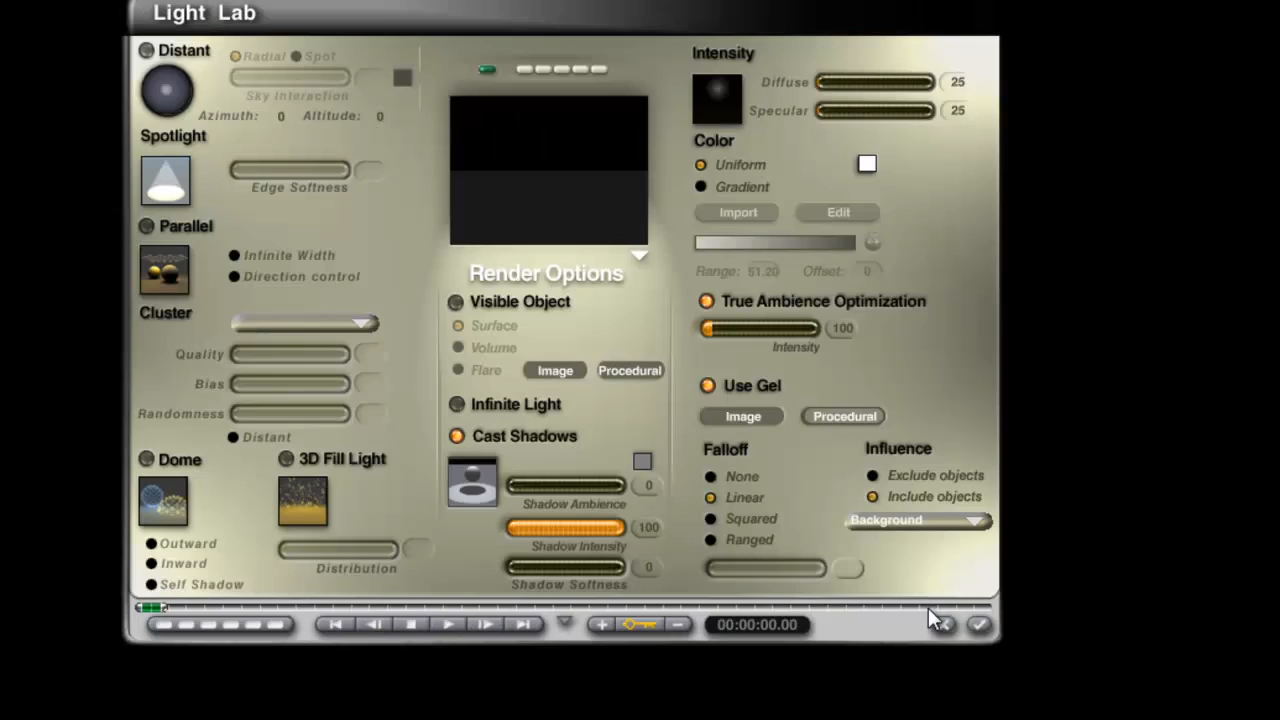 Light Lab
Distant
Radial Spot
Sky Interaction
Azimuth: 0 Altitude: 0
Spotlight
Edge Softness
Parallel
Infinite Width
Direction control
Cluster
Quality
Bias
Randomness
Distant
Dome
3D Fill Light
Outward
Inward
Self Shadow
Distribution
Render Options
Visible Object
Surface
Volume
Flare Image Procedural
Infinite Light
Cast Shadows
0
Shadow Ambience
100
Shadow Intensity
0
Shadow Softness
Intensity
Diffuse 25
Specular 25
Color
Uniform
Gradient
Import Edit
Range: 51.20 Offset: 0
True Ambience Optimization
100
Intensity
Use Gel
Image Procedural
Falloff
None
Linear
Squared
Ranged
Influence
Exclude objects
Include objects
Background
00:00:00.00